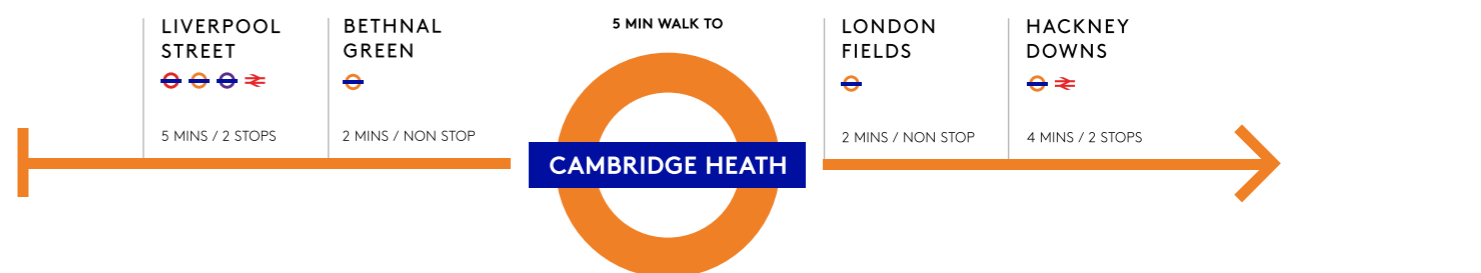 LIVERPOOL
STREET
5 MINS / 2 STOPS
BETHNAL
GREEN
2 MINS / NON STOP
5 MIN WALK TO
CAMBRIDGE HEATH
LONDON
FIELDS
2 MINS / NON STOP
HACKNEY
DOWNS
4 MINS / 2 STOPS